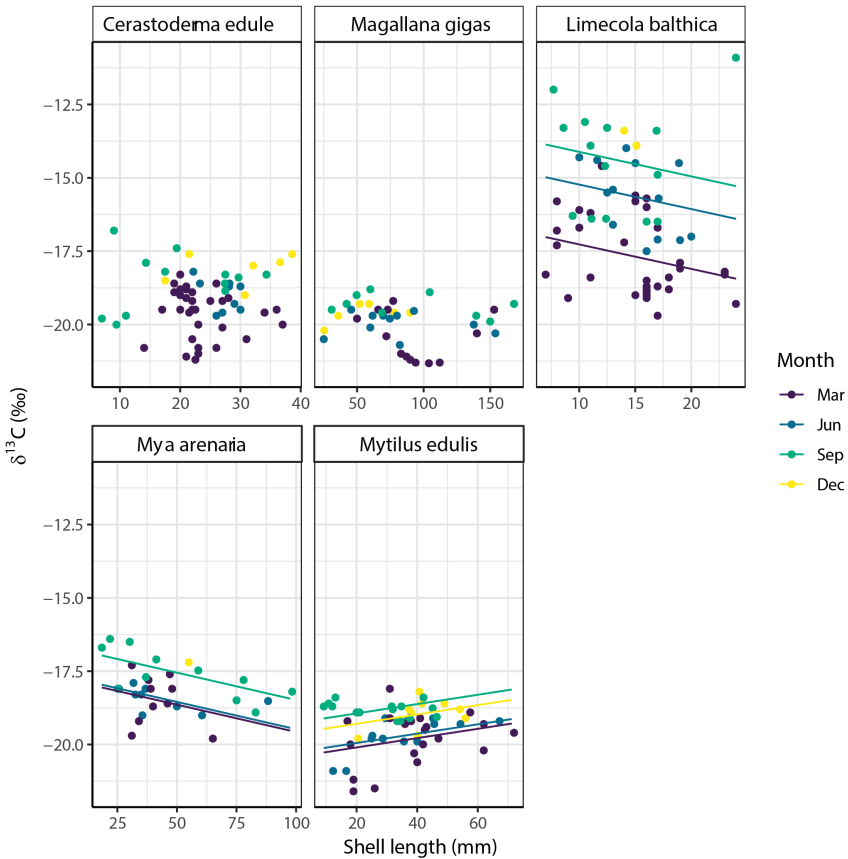 Cerastoderma edule
Magallana gigas
Limecola balthica
−12.5
−15.0
−17.5
−20.0
10 20 30 40
50 100 150
10 15 20
Month
Mar
Jun
Sep
Dec
δ¹³C (‰)
Mya arenaria
Mytilus edulis
−12.5
−15.0
−17.5
−20.0
25 50 75 100
20 40 60
Shell length (mm)